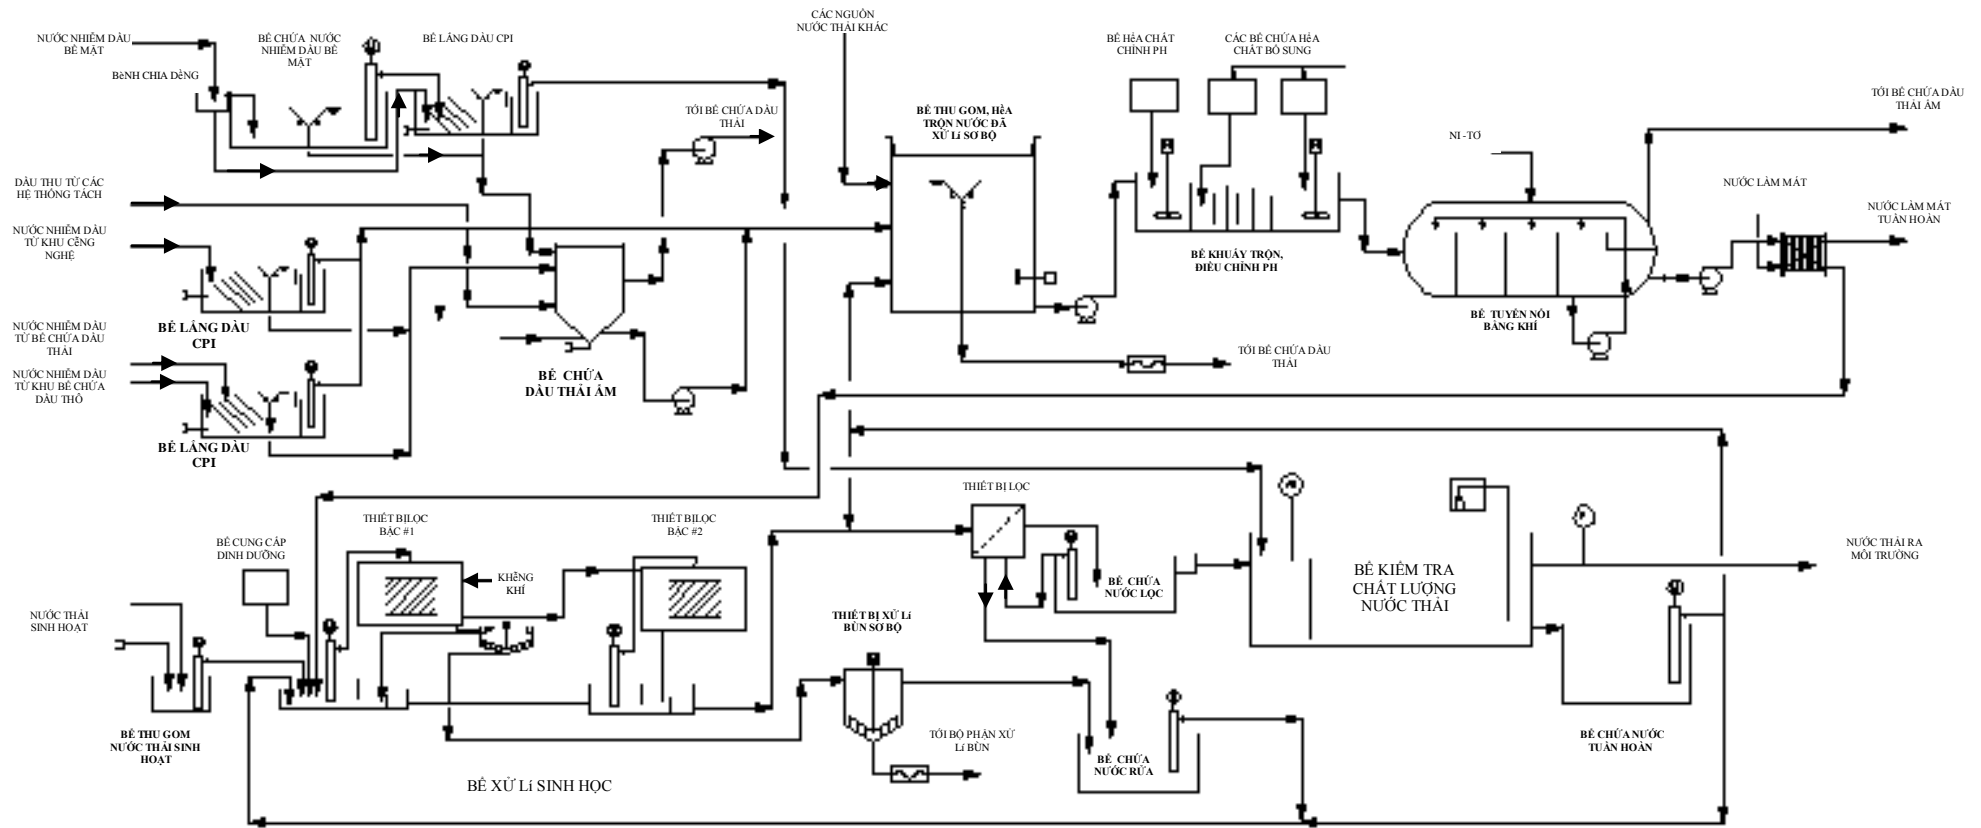 NƯỚC NHIỄM DẦU
BỀ MẶT
BỂ CHỨA NƯỚC
NHIỄM DẦU BỀ
MẶT
BỂ LẮNG DẦU CPI
BèNH CHIA DềNG
CÁC NGUỒN
NƯỚC THẢI KHÁC
TỚI BỂ CHỨA DẦU
THẢI
BỂ THU GOM, HềA
TRỘN NƯỚC ĐÃ
XỬ Lí SƠ BỘ
BỂ HểA CHẤT
CHỈNH PH
CÁC BỂ CHỨA HểA
CHẤT BỔ SUNG
NI -TƠ
TỚI BỂ CHỨA DẦU
THẢI ẨM
NƯỚC LÀM MÁT
NƯỚC LÀM MÁT
TUẦN HOÀN
DẦU THU TỪ CÁC
HỆ THỐNG TÁCH
NƯỚC NHIỄM DẦU
TỪ KHU CễNG
NGHỆ
BỂ KHUẤY TRỘN,
ĐIỀU CHỈNH PH
BỂ TUYỂN NỔI
BẰNG KHÍ
BỂ LẮNG DẦU
CPI
NƯỚC NHIỄM DẦU
TỪ BỂ CHỨA DẦU
THẢI
NƯỚC NHIỄM DẦU
TỪ KHU BỂ CHỨA
DẦU THÔ
BỂ CHỨA
DẦU THẢI ẨM
TỚI BỂ CHỨA DẦU
THẢI
BỂ LẮNG DẦU
CPI
THIẾT BỊ LỌC
THIẾT BỊ LỌC
BẬC #1
THIẾT BỊ LỌC
BẬC #2
BỂ CUNG CẤP
DINH DƯỠNG
KHễNG
KHÍ
BỂ CHỨA
NƯỚC LỌC
BỂ KIỂM TRA
CHẤT LƯỢNG
NƯỚC THẢI
NƯỚC THẢI RA
MÔI TRƯỜNG
NƯỚC THẢI
SINH HOẠT
THIẾT BỊ XỬ Lí
BÙN SƠ BỘ
BỂ THU GOM
NƯỚC THẢI SINH
HOẠT
TỚI BỘ PHẬN XỬ
Lí BÙN
BỂ CHỨA
NƯỚC RỬA
BỂ CHỨA NƯỚC
TUẦN HOÀN
BỂ XỬ Lí SINH HỌC